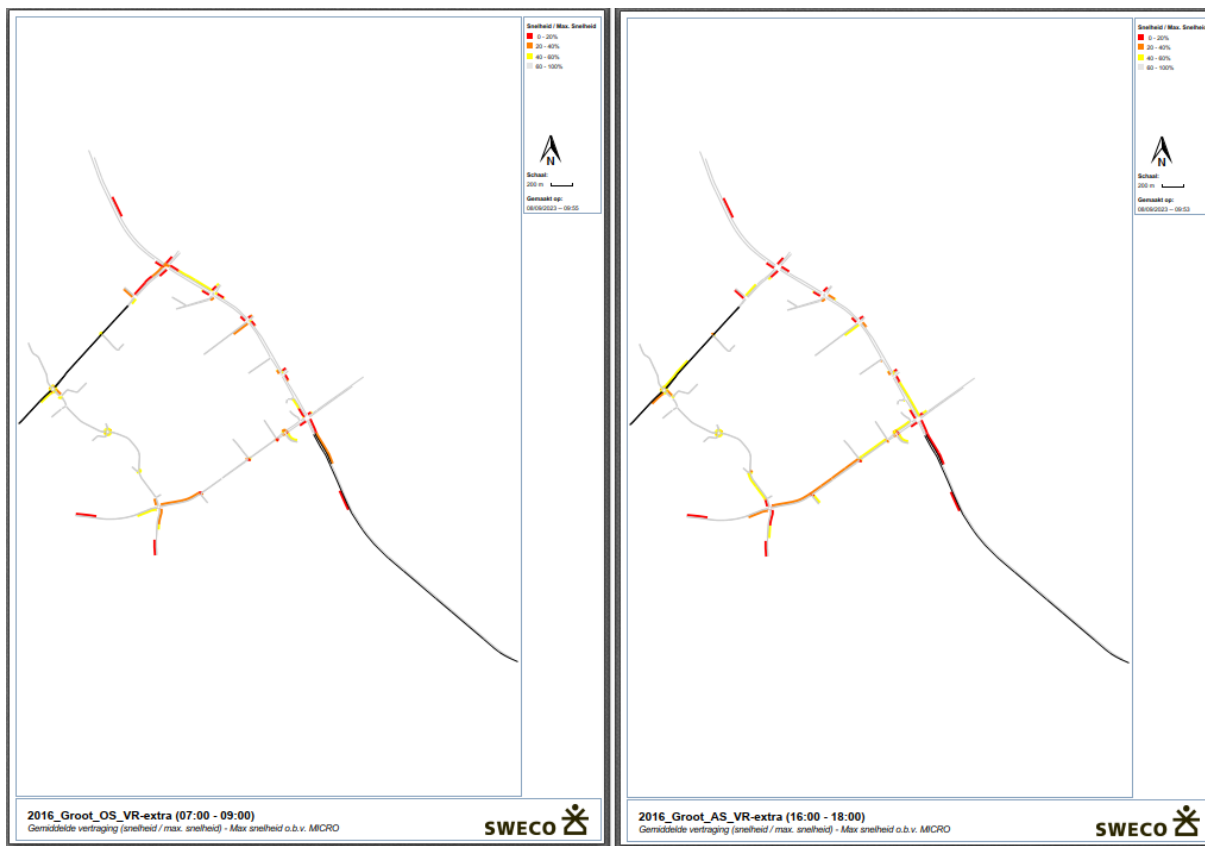 Snelheid / Max. Snelheid
0 - 20%
20 - 40%
40 - 60%
60 - 100%
N
Schaal:
200 m
Gemaakt op:
08/09/2023 – 09:55
2016_Groot_OS_VR-extra (07:00 - 09:00)
Gemiddelde vertraging (snelheid / max. snelheid) - Max snelheid o.b.v. MICRO
SWECO
Snelheid / Max. Snelheid
0 - 20%
20 - 40%
40 - 60%
60 - 100%
N
Schaal:
200 m
Gemaakt op:
08/09/2023 – 09:53
2016_Groot_AS_VR-extra (16:00 - 18:00)
Gemiddelde vertraging (snelheid / max. snelheid) - Max snelheid o.b.v. MICRO
SWECO